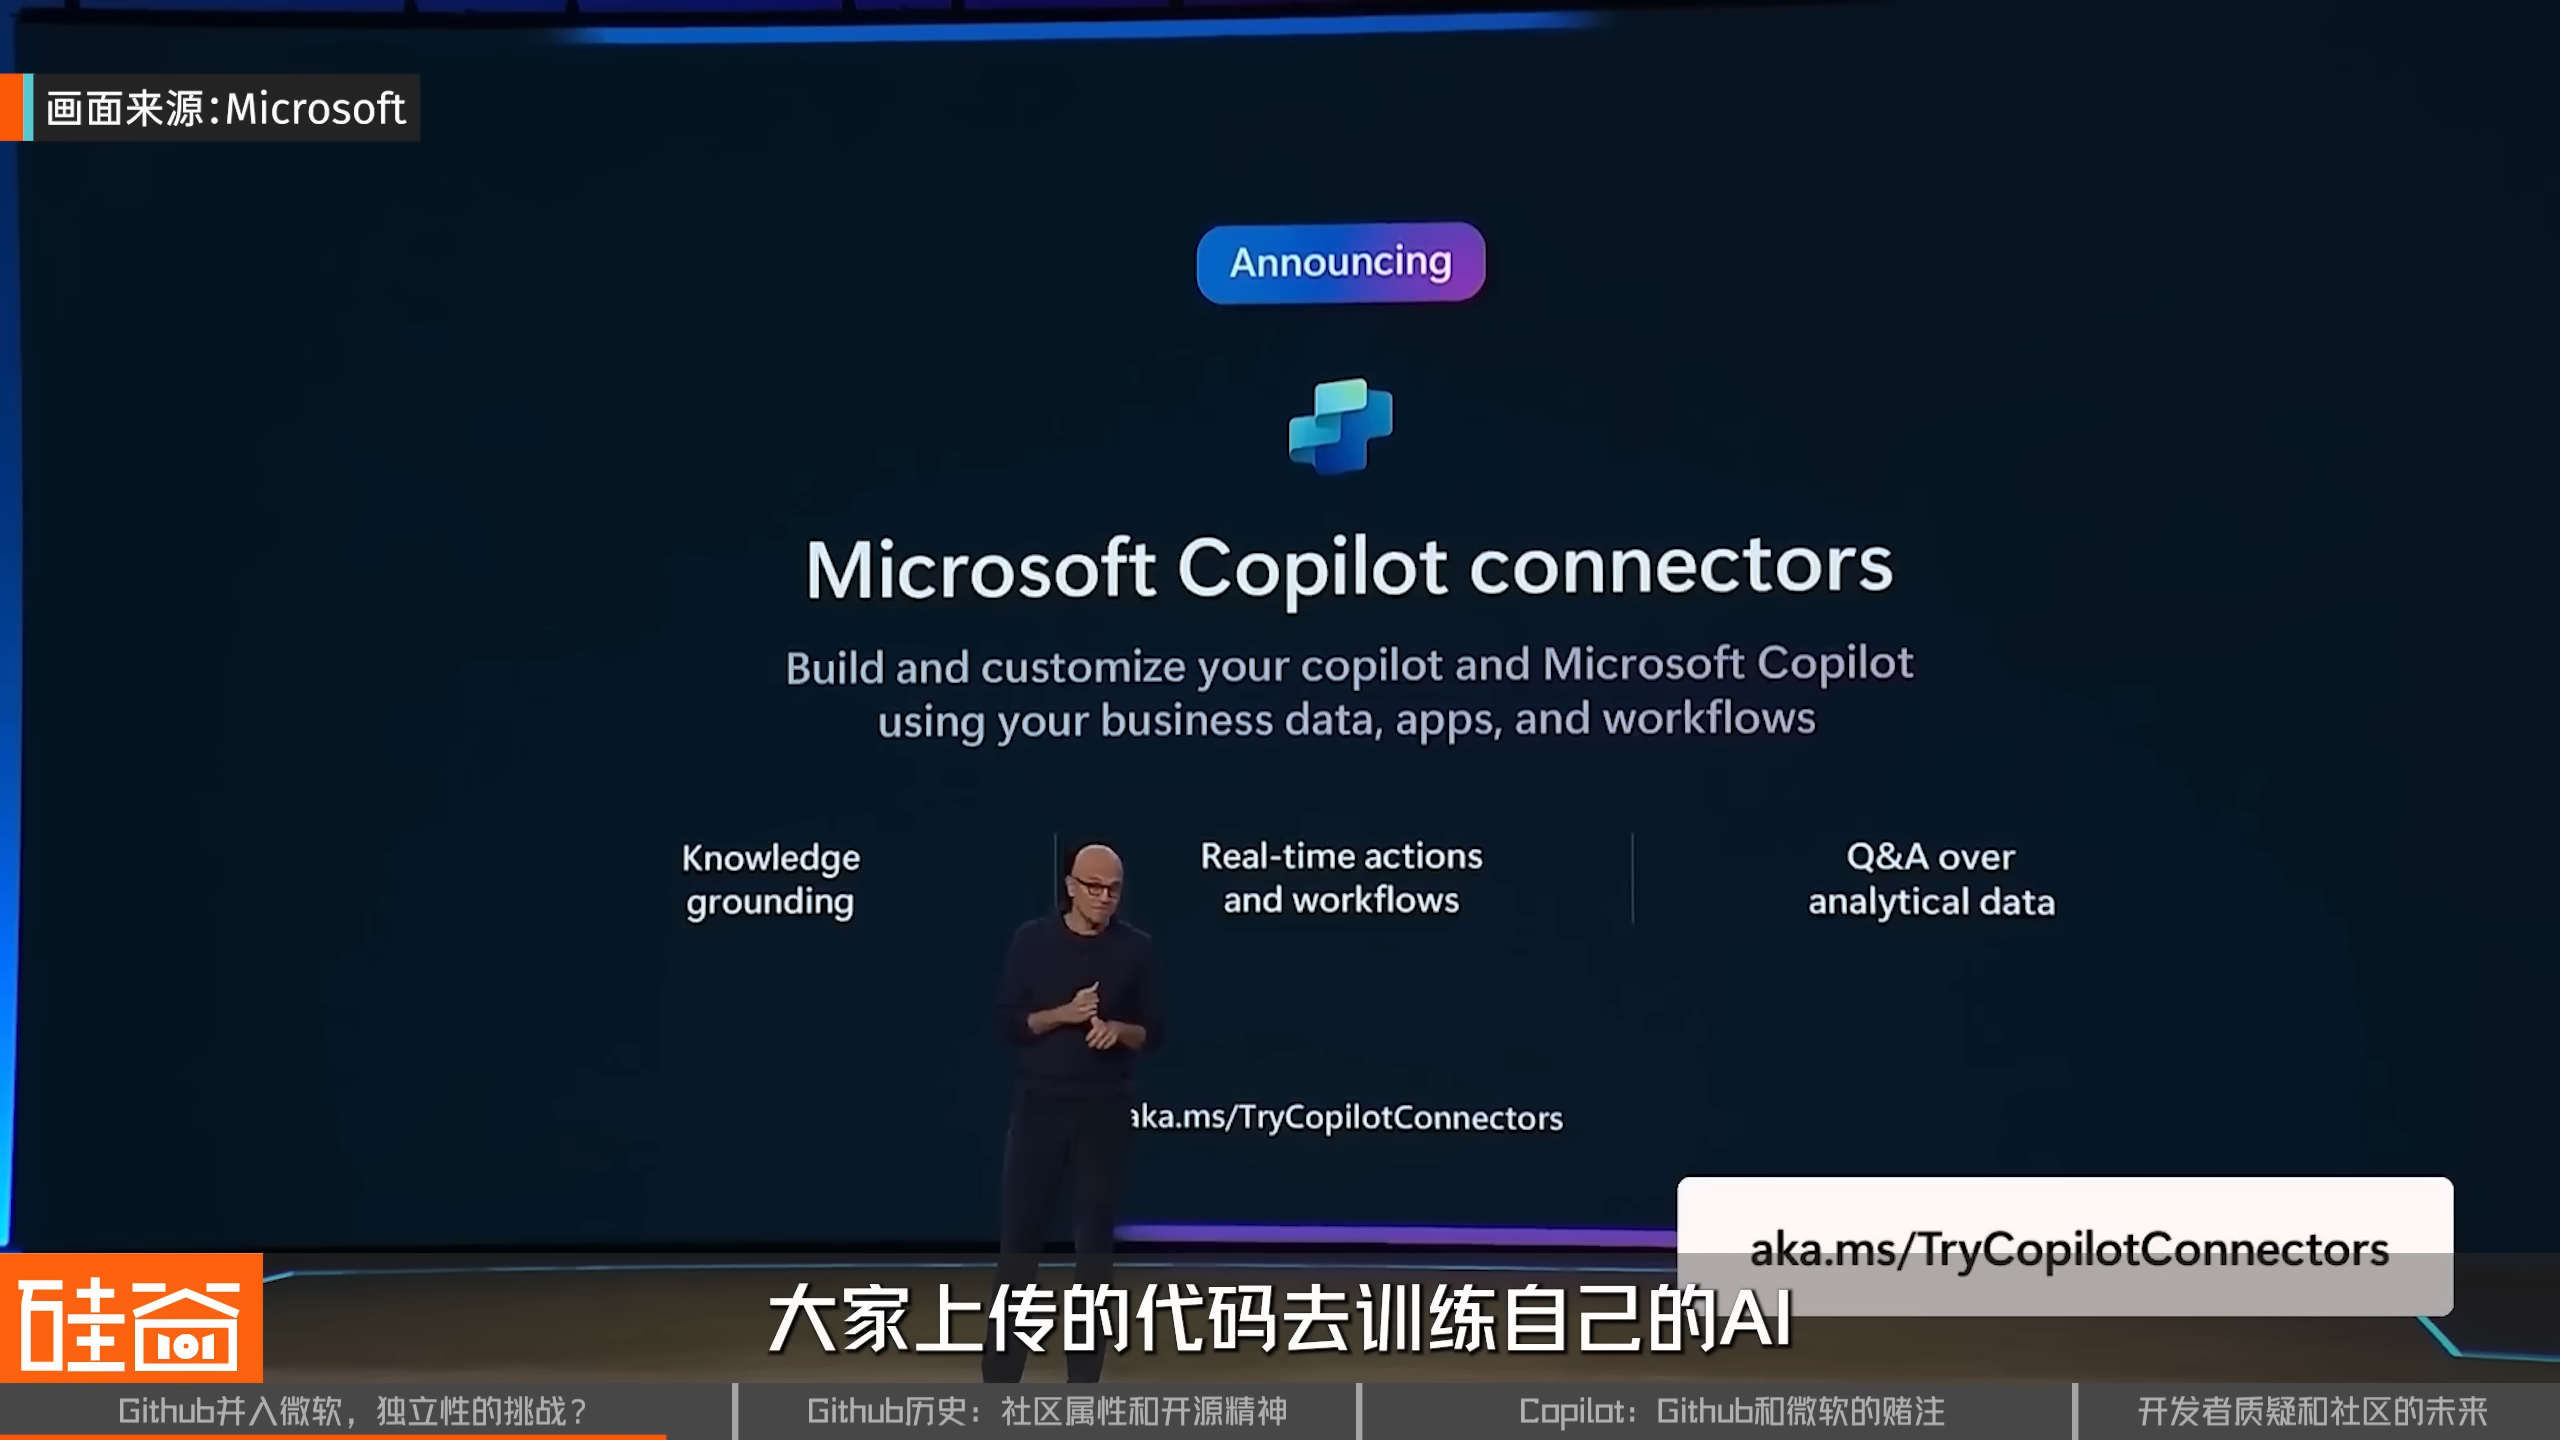 画面来源：Microsoft
Announcing
Microsoft Copilot connectors
Build and customize your copilot and Microsoft Copilot
using your business data, apps, and workflows
Knowledge
grounding
Real-time actions
and workflows
Q&A over
analytical data
aka.ms/TryCopilotConnectors
aka.ms/TryCopilotConnectors
硅谷
101
大家上传的代码去训练自己的AI
Github并入微软，独立性的挑战？
Github历史：社区属性和开源精神
Copilot：Github和微软的赌注
开发者质疑和社区的未来